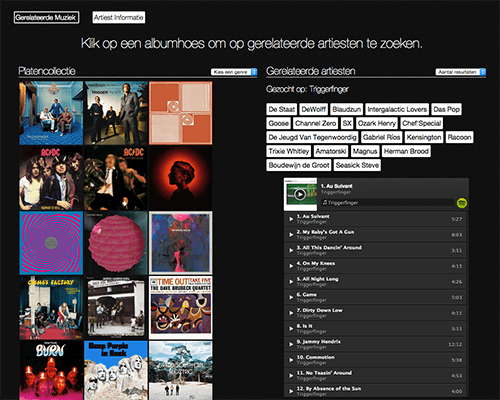 Gerelateerde Muziek
Artiest Informatie
Klik op een albumhoes om op gerelateerde artiesten te zoeken.
Platencollectie
Kies een genre
AC/DC
AC/DC
COSMO'S FACTORY
TIME OUT TAKE FIVE
THE DAVE BRUBECK QUARTET
BURN
Deep Purple
in Rock
Gerelateerde artiesten
Aantal resultaten
Gezocht op: Triggerfinger
De Staat
DeWolff
Blaudzun
Intergalactic Lovers
Das Pop
Goose
Channel Zero
SX
Ozark Henry
Chef'Special
De Jeugd Van Tegenwoordig
Gabriel Ríos
Kensington
Racoon
Trixie Whitley
Amatorski
Magnus
Herman Brood
Boudewijn de Groot
Seasick Steve
1. Au Suivant
Triggerfinger
1. Au Suivant 5:27
Triggerfinger
2. My Baby's Got A Gun 8:03
Triggerfinger
3. All This Dancin' Around 3:51
Triggerfinger
4. On My Knees 4:15
Triggerfinger
5. All Night Long 4:26
Triggerfinger
6. Game 5:03
Triggerfinger
7. Dirty Down Low 4:11
Triggerfinger
8. Is It 3:11
Triggerfinger
9. Jammy Hendrix 12:12
Triggerfinger
10. Commotion 5:38
Triggerfinger
11. No Teasin' Around 4:53
Triggerfinger
12. By Absence of the Sun 4:00
Triggerfinger